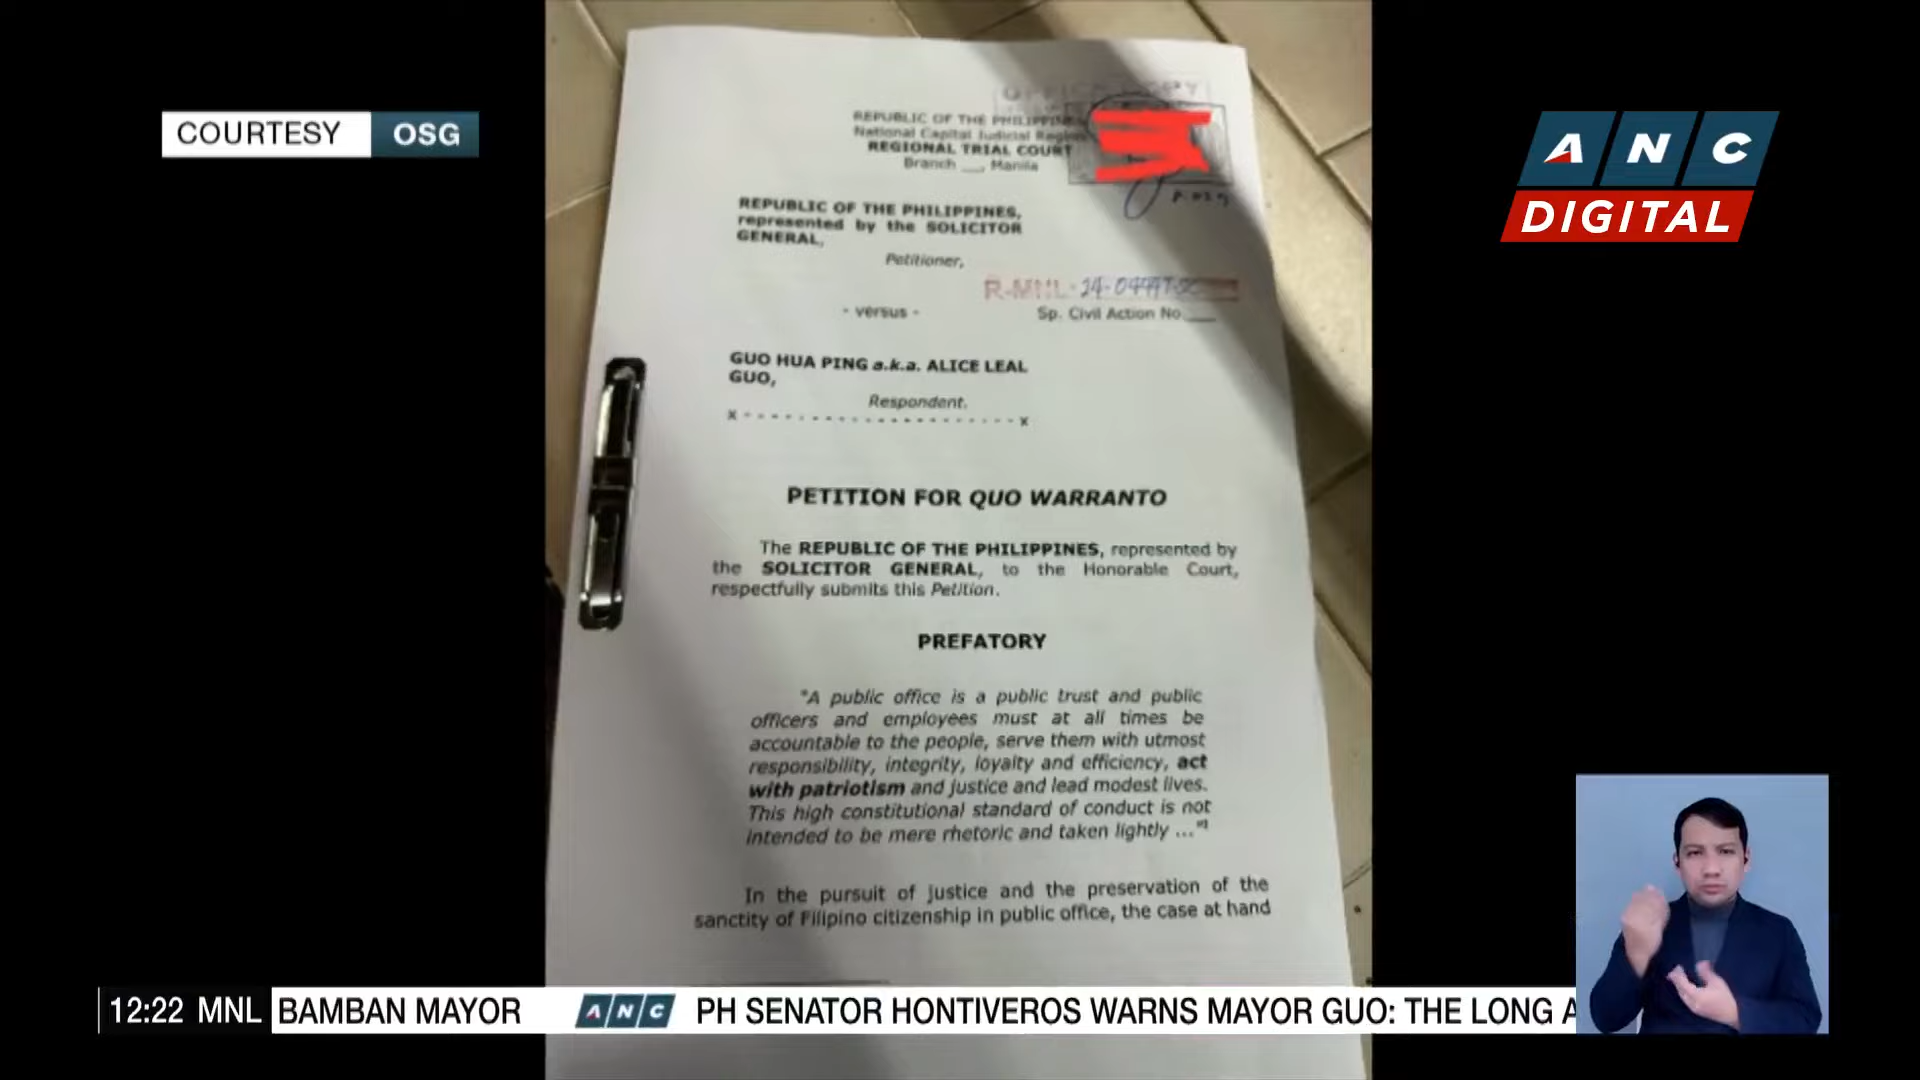 COURTESY OSG
ANC
DIGITAL
REPUBLIC OF THE PHILIPPINES
National Capital Judicial Region
REGIONAL TRIAL COURT
Branch ___, Manila
REPUBLIC OF THE PHILIPPINES,
represented by the SOLICITOR
GENERAL,
Petitioner,
R-MNL-
- versus -
Sp. Civil Action No.___
GUO HUA PING a.k.a. ALICE LEAL
GUO,
Respondent.
x - - - - - - - - - - - - - - - - - - - - - - x
PETITION FOR QUO WARRANTO
The REPUBLIC OF THE PHILIPPINES, represented by
the SOLICITOR GENERAL, to the Honorable Court,
respectfully submits this Petition.
PREFATORY
"A public office is a public trust and public
officers and employees must at all times be
accountable to the people, serve them with utmost
responsibility, integrity, loyalty and efficiency, act
with patriotism and justice and lead modest lives.
This high constitutional standard of conduct is not
intended to be mere rhetoric and taken lightly ..."1
In the pursuit of justice and the preservation of the
sanctity of Filipino citizenship in public office, the case at hand
12:22 MNL BAMBAN MAYOR ANC PH SENATOR HONTIVEROS WARNS MAYOR GUO: THE LONG A